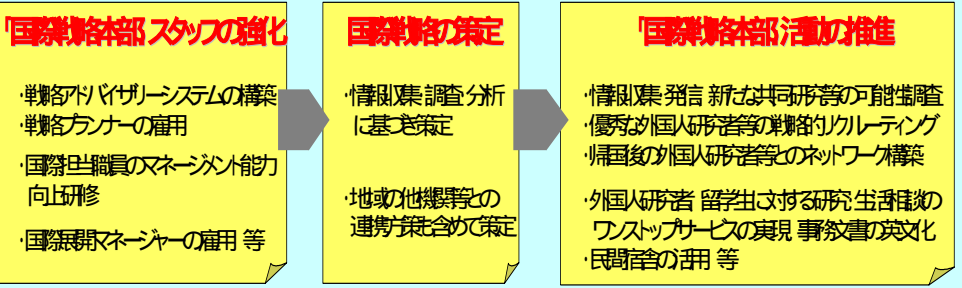 「国際戦略本部」スタッフの強化
・戦略アドバイザリーシステムの構築
・戦略プランナーの雇用
・国際担当職員のマネージメント能力
向上研修
・国際展開マネージャーの雇用 等
国際戦略の策定
・情報収集・調査・分析
に基づき策定
・地域の他機関等との
連携方策も含めて策定
「国際戦略本部」活動の推進
・情報収集・発信、新たな共同研究等の可能性調査
・優秀な外国人研究者等の戦略的リクルーティング
・帰国後の外国人研究者等とのネットワーク構築
・外国人研究者・留学生に対する研究・生活相談の
ワンストップサービスの実現、事務文書の英文化
・民間宿舎の活用 等